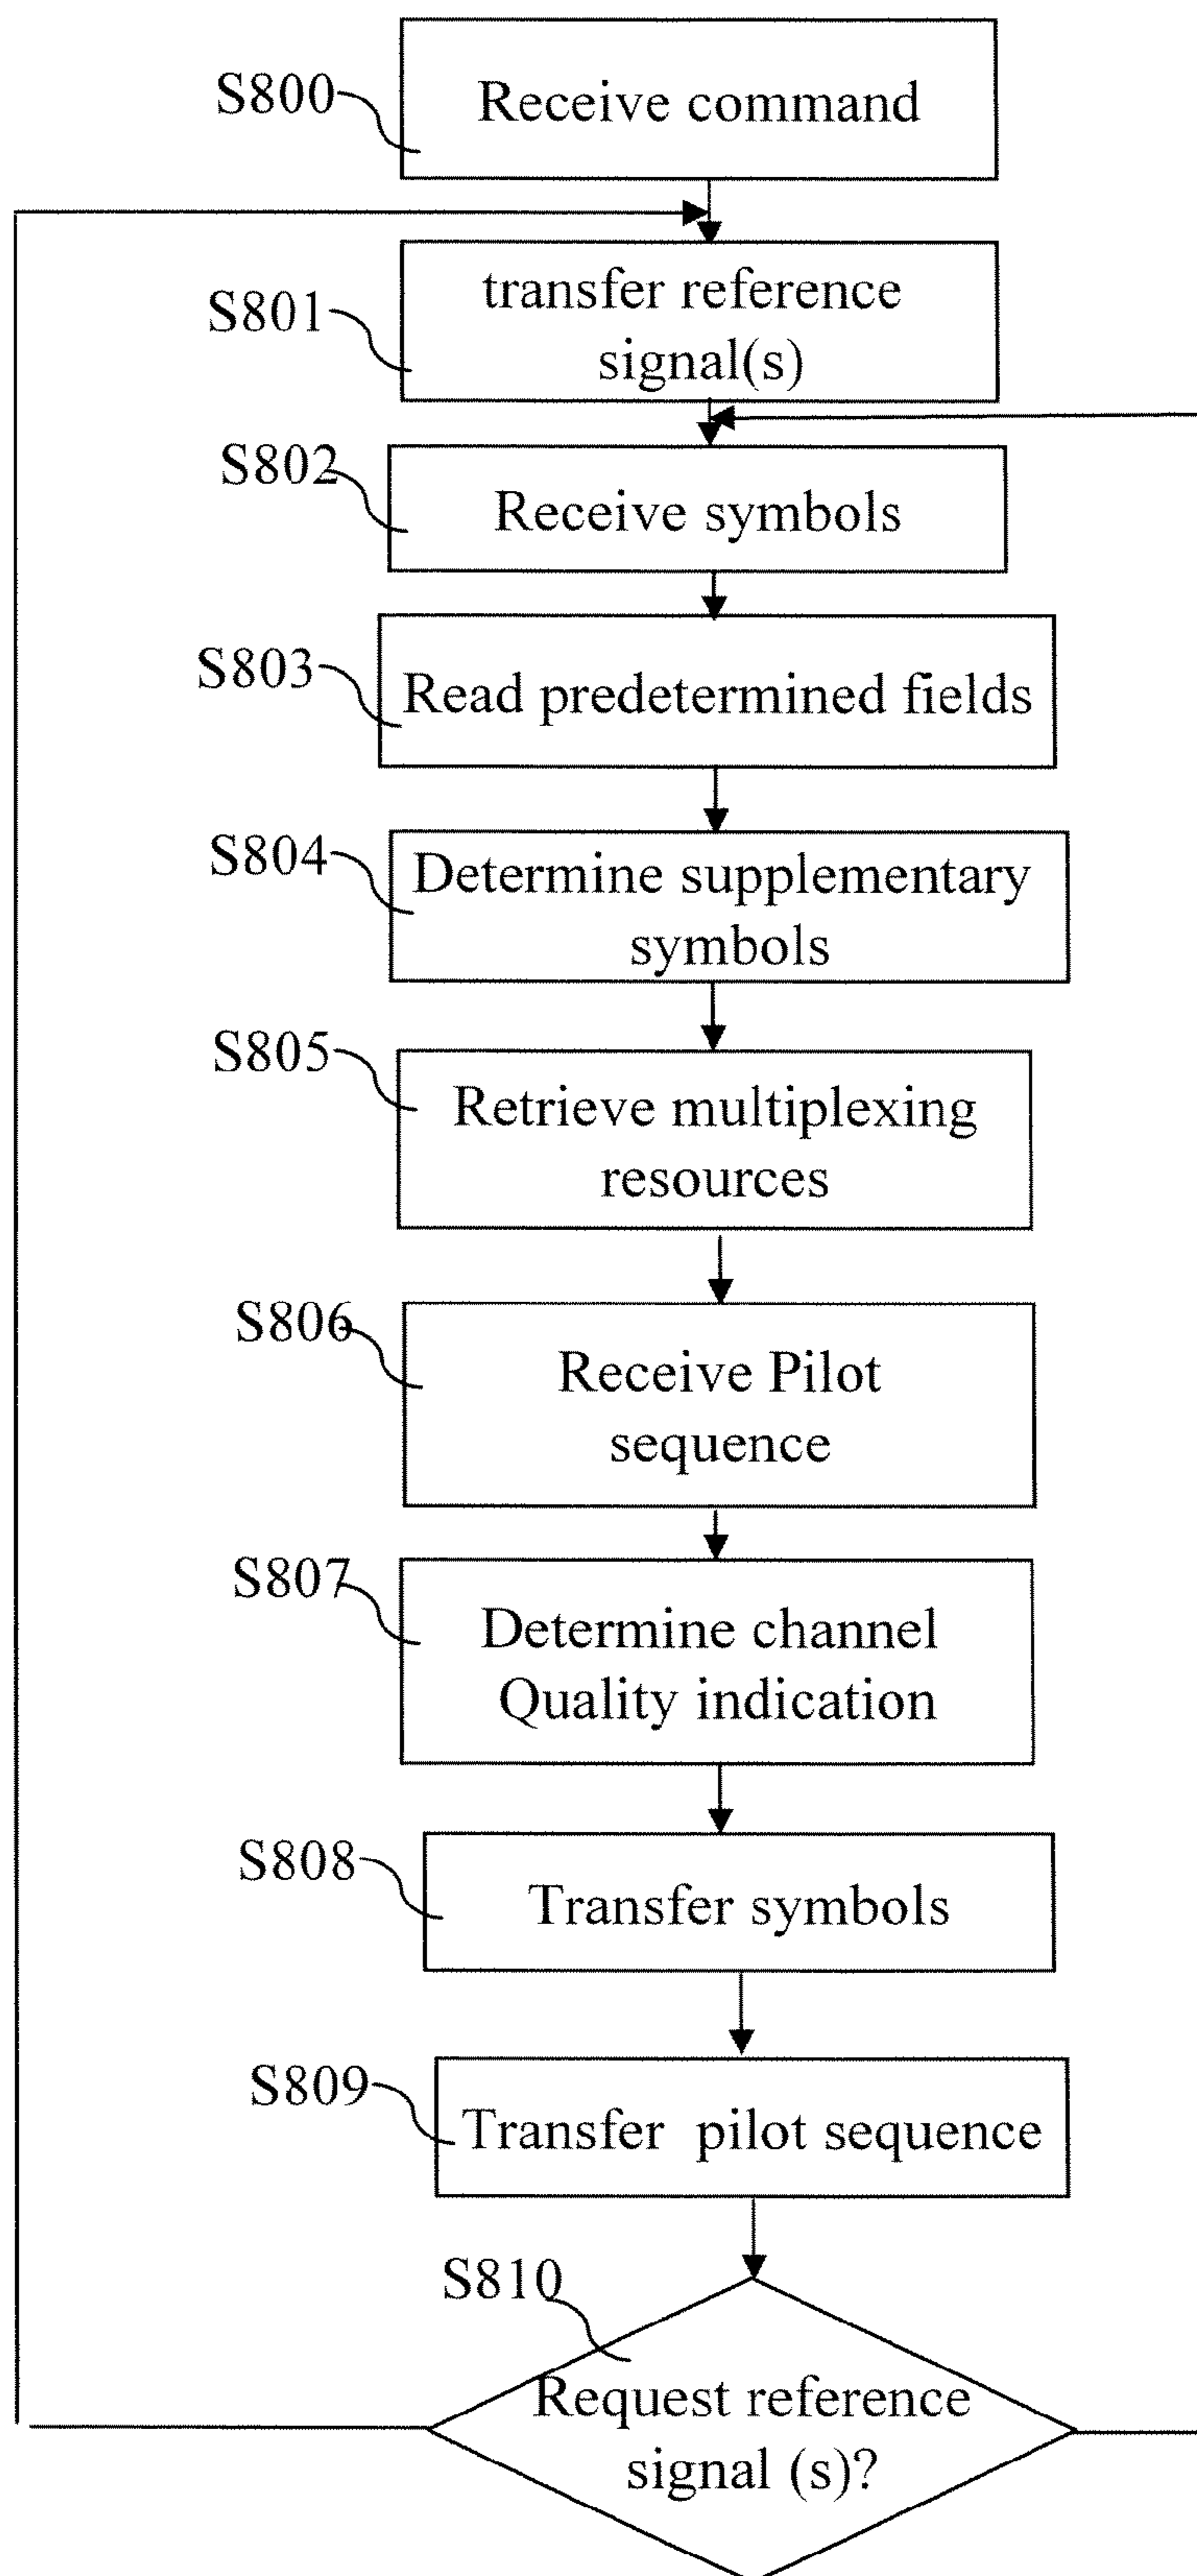 S800
Receive command
S801
transfer reference
signal(s)
S802
Receive symbols
S803
Read predetermined fields
S804
Determine supplementary
symbols
S805
Retrieve multiplexing
resources
S806
Receive Pilot
sequence
S807
Determine channel
Quality indication
S808
Transfer symbols
S809
Transfer pilot sequence
S810
Request reference
signal (s)?